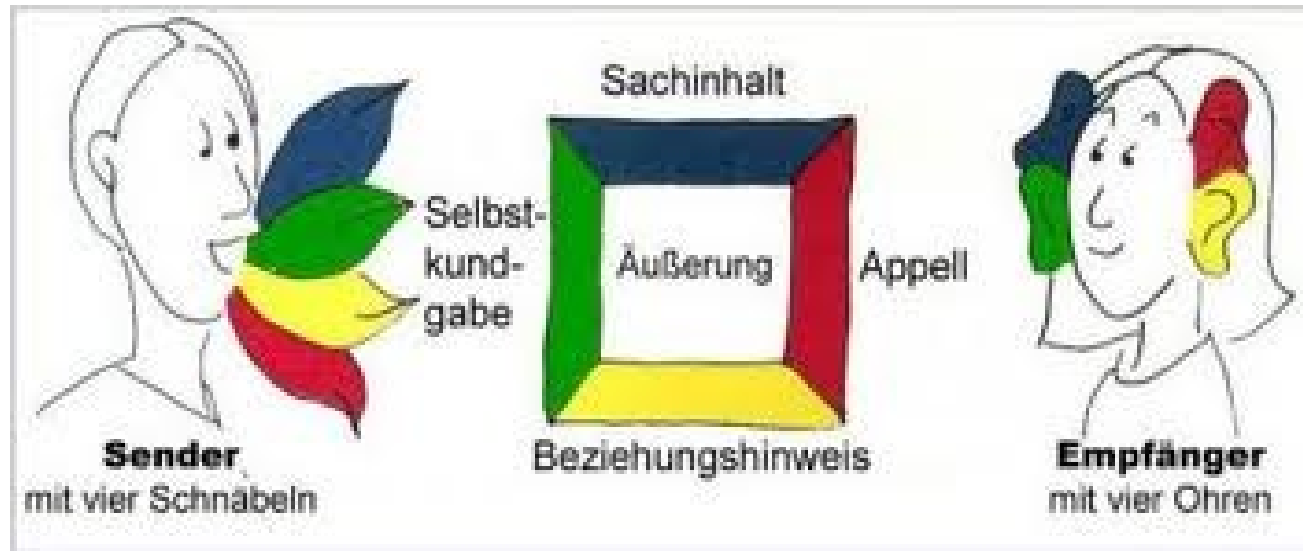 Sachinhalt
Selbst-
kund-
gabe
Äußerung
Appell
Beziehungshinweis
Sender
mit vier Schnäbeln
Empfänger
mit vier Ohren